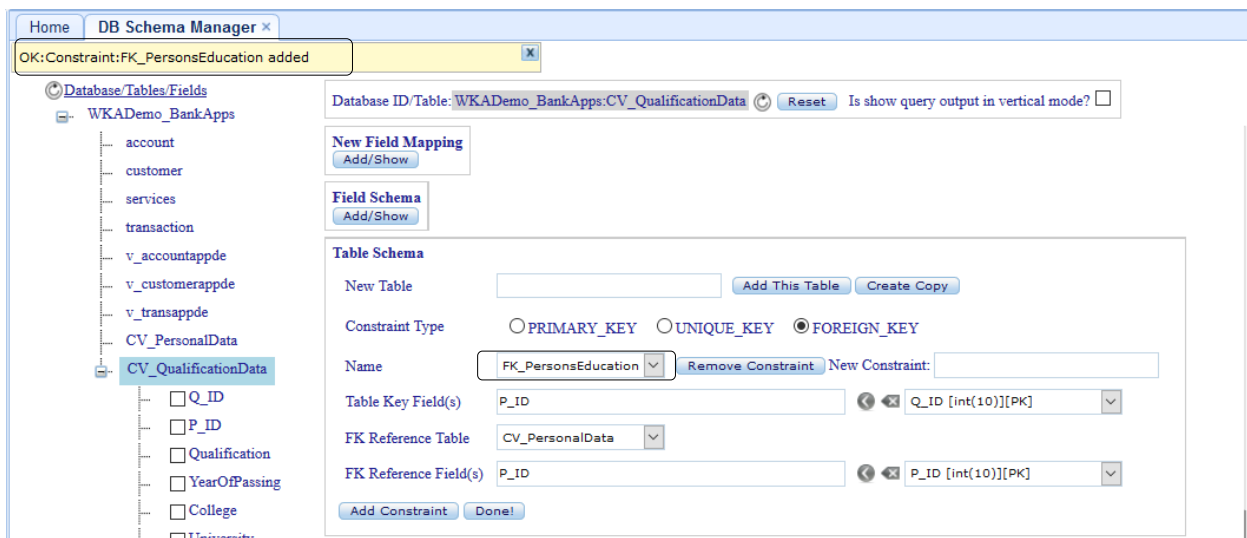 Home
DB Schema Manager ×
OK:Constraint:FK_PersonsEducation added
x
Database/Tables/Fields
WKADemo_BankApps
account
customer
services
transaction
v_accountappde
v_customerappde
v_transappde
CV_PersonalData
CV_QualificationData
Q_ID
P_ID
Qualification
YearOfPassing
College
University
Database ID/Table: WKADemo_BankApps:CV_QualificationData Reset Is show query output in vertical mode?
New Field Mapping
Add/Show
Field Schema
Add/Show
Table Schema
New Table Add This Table Create Copy
Constraint Type PRIMARY_KEY UNIQUE_KEY FOREIGN_KEY
Name FK_PersonsEducation Remove Constraint New Constraint:
Table Key Field(s) P_ID Q_ID [int(10)][PK]
FK Reference Table CV_PersonalData
FK Reference Field(s) P_ID P_ID [int(10)][PK]
Add Constraint Done!